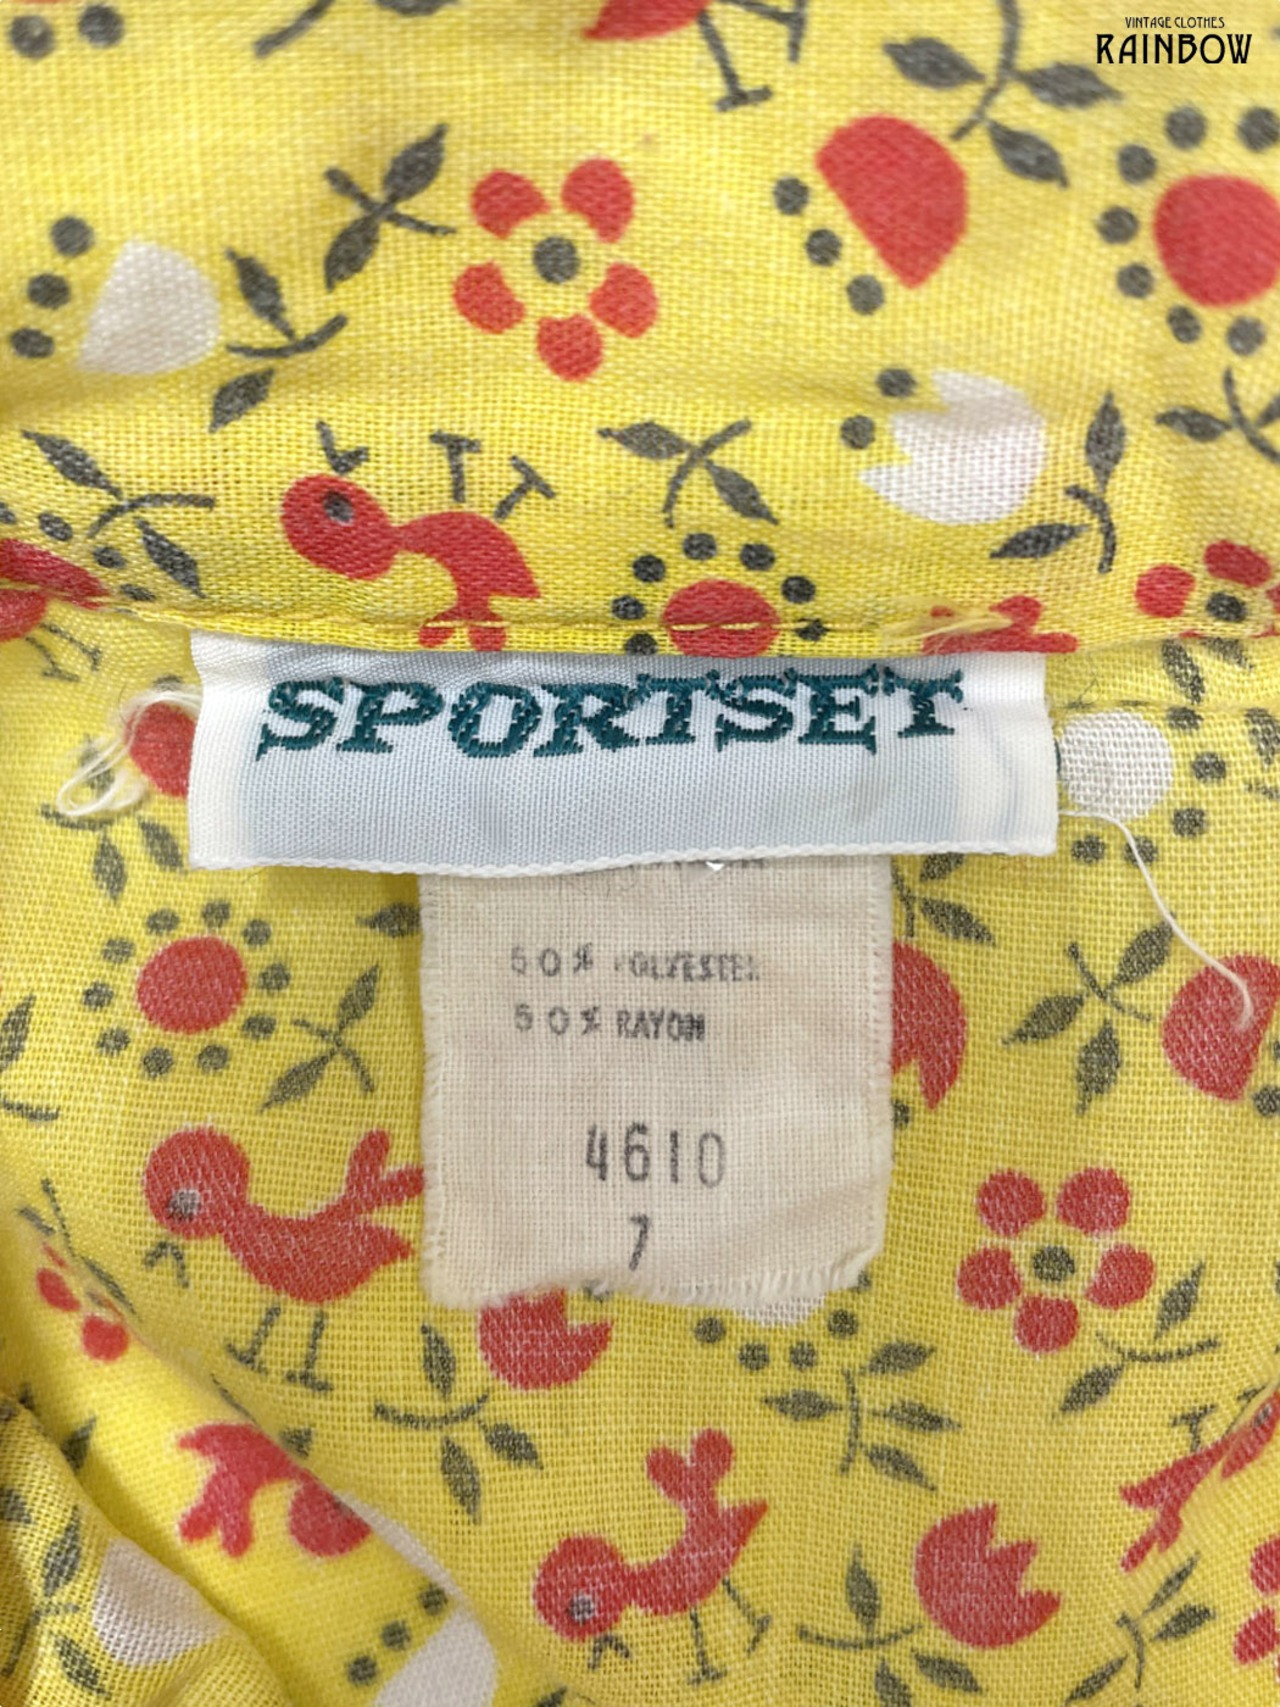 VINTAGE CLOTHES
RAINBOW
SPORTSET
50% POLYESTER
50% RAYON
4610
7